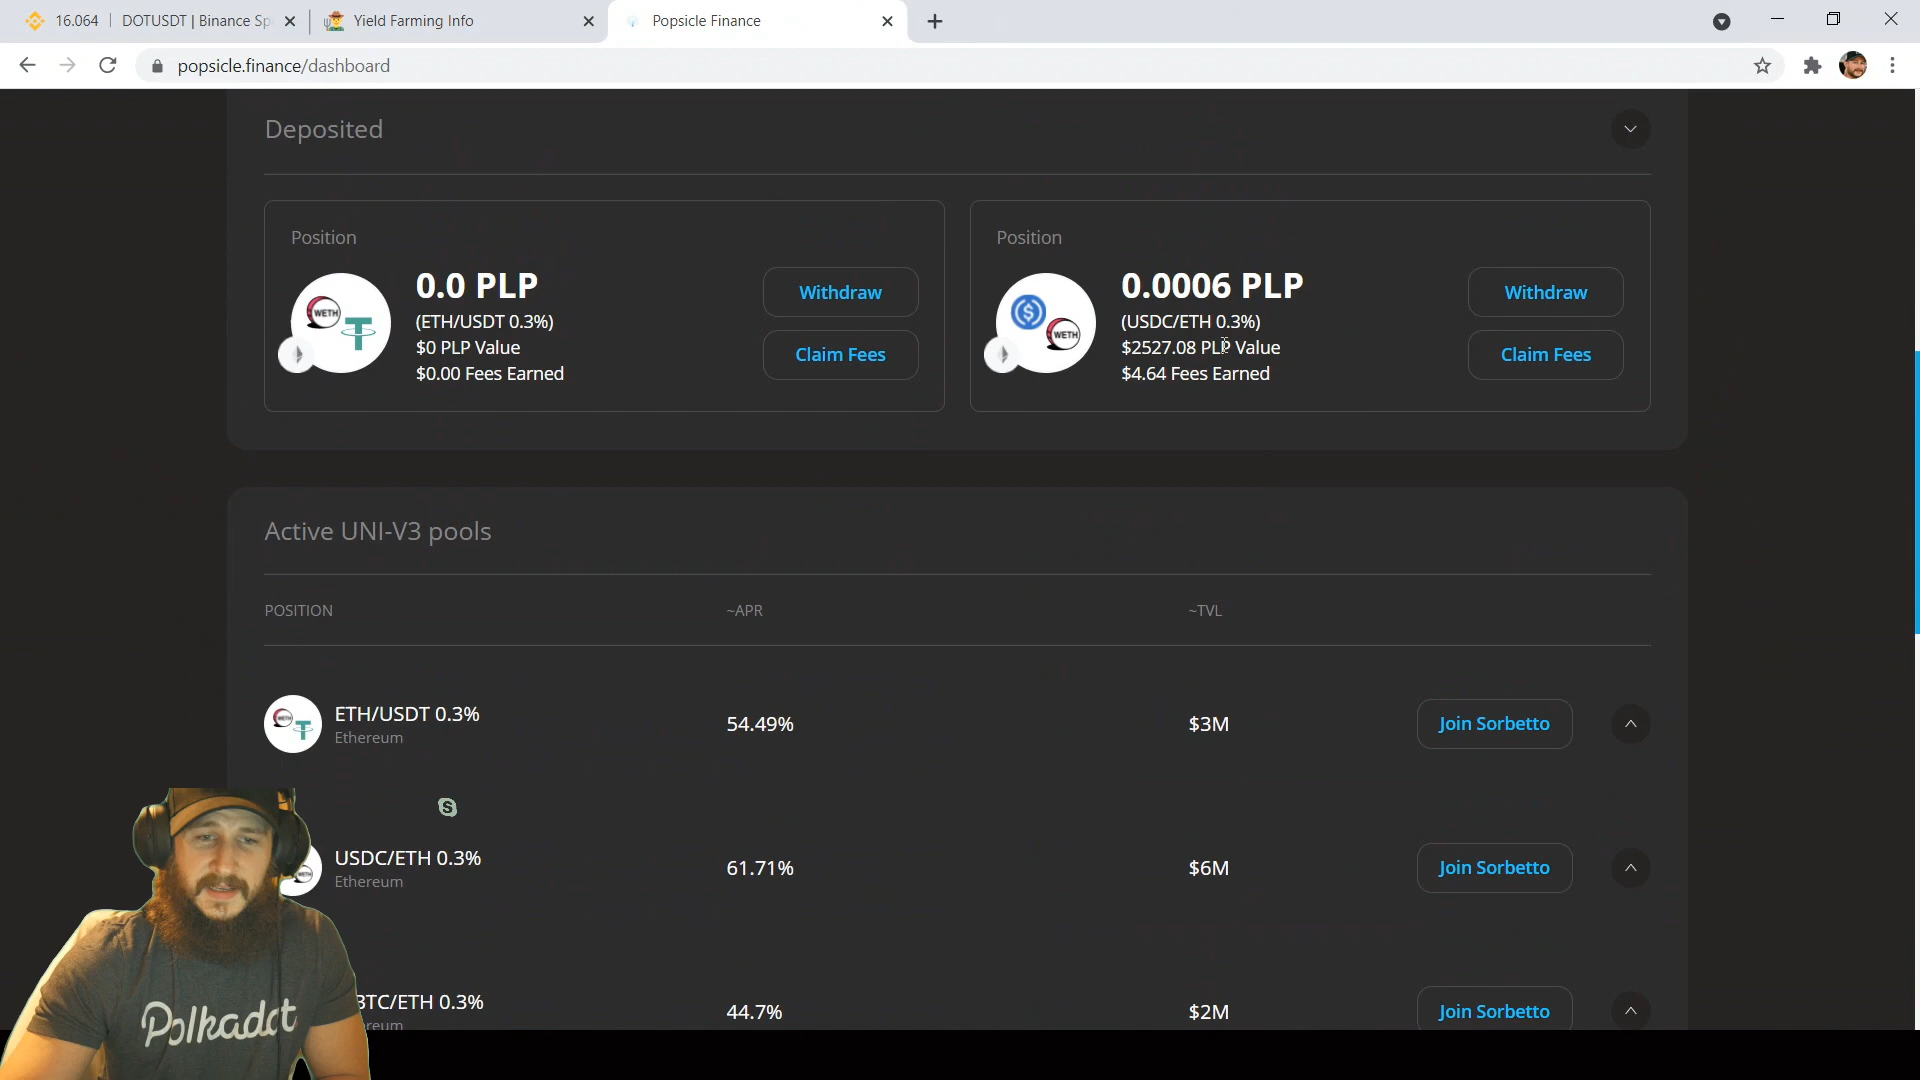 16.064 | DOTUSDT | Binance Sp
Yield Farming Info
Popsicle Finance
popsicle.finance/dashboard
Deposited
Position
0.0 PLP
(ETH/USDT 0.3%)
$0 PLP Value
$0.00 Fees Earned
Withdraw
Claim Fees
WETH
Position
0.0006 PLP
(USDC/ETH 0.3%)
$2527.08 PLP Value
$4.64 Fees Earned
Withdraw
Claim Fees
WETH
Active UNI-V3 pools
POSITION ~APR ~TVL
ETH/USDT 0.3% 54.49% $3M Join Sorbetto
Ethereum
USDC/ETH 0.3% 61.71% $6M Join Sorbetto
Ethereum
BTC/ETH 0.3% 44.7% $2M Join Sorbetto
reum
Polkadot